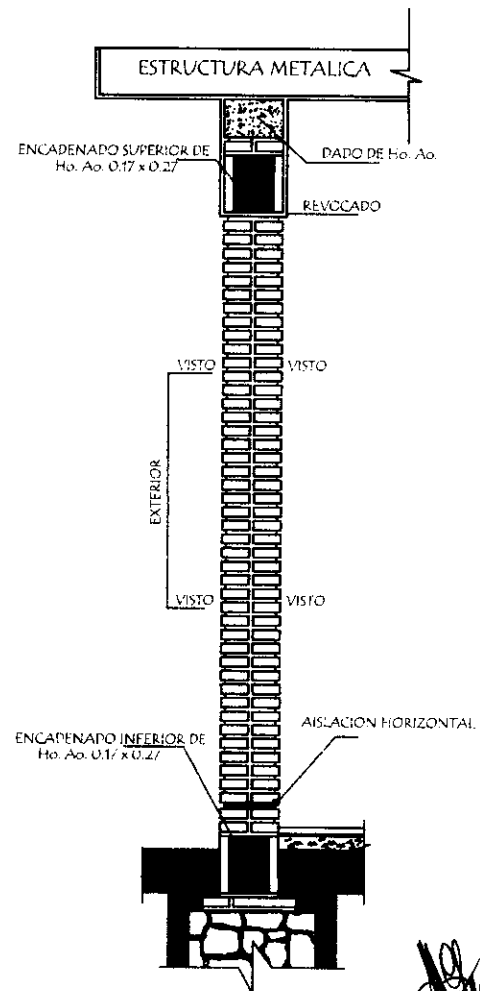 ESTRUCTURA METALICA
ENCADENADO SUPERIOR DE
Ho. Ao. 0.17 x 0.27
DADO DE Ho. Ao.
REVOCADO
VISTO
VISTO
EXTERIOR
VISTO
VISTO
AISLACION HORIZONTAL
ENCADENADO INFERIOR DE
Ho. Ao. 0.17 x 0.27